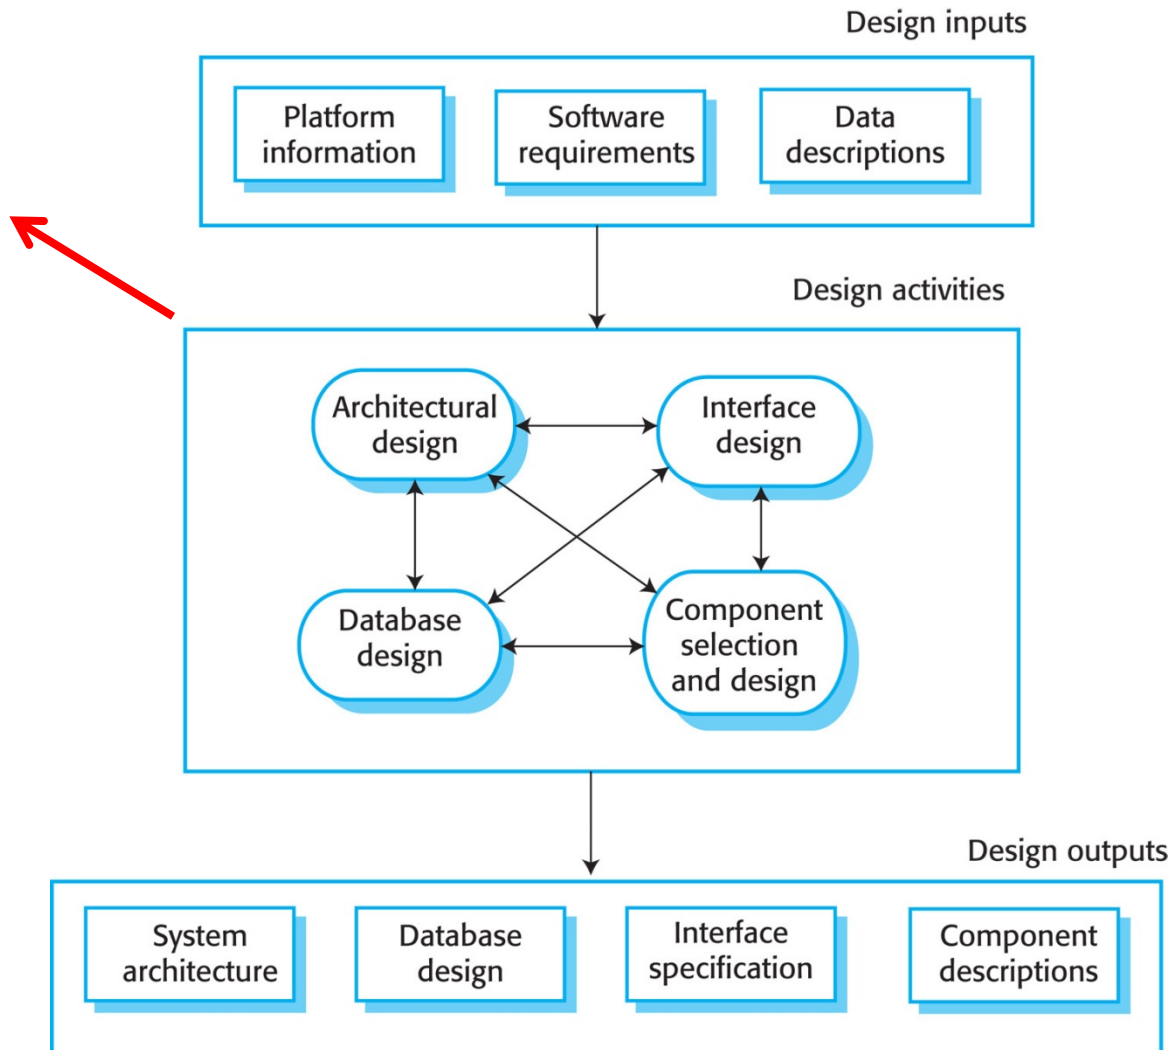 Design inputs
Platform
information
Software
requirements
Data
descriptions
Design activities
Architectural
design
Interface
design
Database
design
Component
selection
and design
Design outputs
System
architecture
Database
design
Interface
specification
Component
descriptions